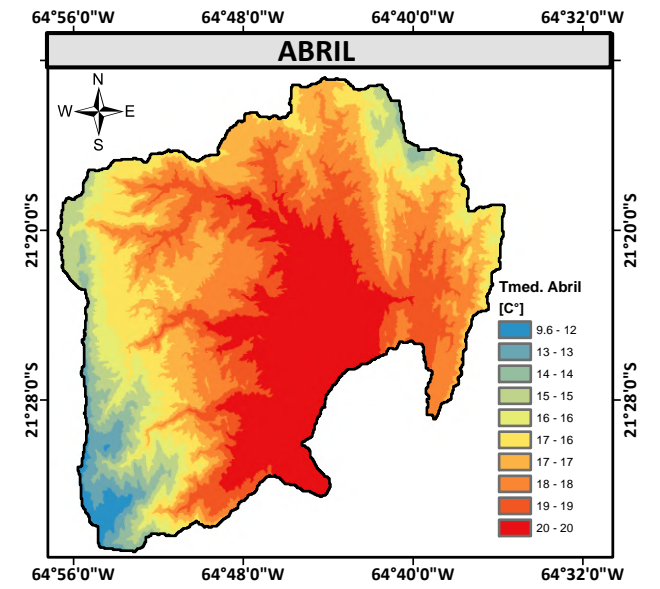 64°56'0"W 64°48'0"W 64°40'0"W 64°32'0"W
ABRIL
N
W E
S
21°20'0"S 21°20'0"S
Tmed. Abril
[C°]
9.6 - 12
13 - 13
14 - 14
15 - 15
16 - 16
17 - 16
17 - 17
18 - 18
19 - 19
20 - 20
21°28'0"S 21°28'0"S
64°56'0"W 64°48'0"W 64°40'0"W 64°32'0"W